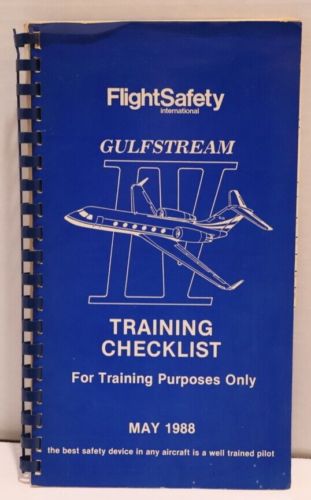 FlightSafety
international
GULFSTREAM
II
TRAINING
CHECKLIST
For Training Purposes Only
MAY 1988
the best safety device in any aircraft is a well trained pilot